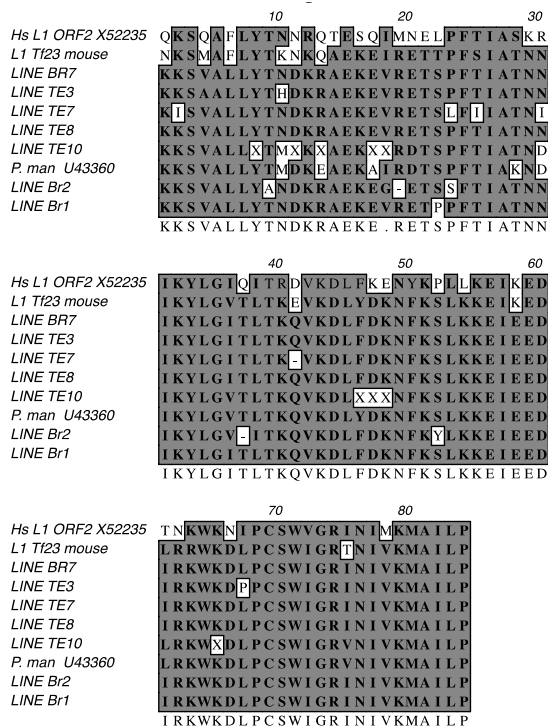 10 20 30
Hs L1 ORF2 X52235 QKSQAFLYTNNRQTESQIMNELPFTIASKR
L1 Tf23 mouse NKSMAFLYTKNKQAEKEIRETTPFSIATNN
LINE BR7 KKSVALLYTNDKRAEKEVRETSPFTIATNN
LINE TE3 KKSAALLYTHDKRAEKEVRETSPFTIATNN
LINE TE7 KISVALLYTNDKRAEKEVRETSLFIIATNI
LINE TE8 KKSAALLYTNDKRAEKEVRETSPFTIATNN
LINE TE10 KKSVALLXTMXKXAEKXXRDTSPFTIATND
P. man U43360 KKSVALLYTMDKEAEKAIRDTSPFTIAKND
LINE Br2 KKSVALLYANDKRAEKEG-ETSSFTIATNN
LINE Br1 KKSVALLYTNDKRAEKEVRETPPFTIATNN
KKSVALLYTNDKRAEKE.RETSPFTIATNN
40 50 60
Hs L1 ORF2 X52235 IKYLGIQITRDVKDLFKENYKPLLKEIKED
L1 Tf23 mouse IKYLGVTLTKEVKDLYDKNFKSLKKEIKED
LINE BR7 IKYLGITLTKQVKDLFDKNFKSLKKEIEED
LINE TE3 IKYLGITLTKQVKDLFDKNFKSLKKEIEED
LINE TE7 IKYLGITLTK-VKDLFDKNFKSLKKEIEED
LINE TE8 IKYLGITLTKQVKDLFDKNFKSLKKEIEED
LINE TE10 IKYLGVTLTKQVKDLXXXNFKSLKKEIEED
P. man U43360 IKYLGVTLTKQVKDLYDKNFKSLKKEIEED
LINE Br2 IKYLGV-ITKQVKDLFDKNFKYLKKEIEED
LINE Br1 IKYLGITLTKQVKDLFDKNFKSLKKEIEED
IKYLGITLTKQVKDLFDKNFKSLKKEIEED
70 80
Hs L1 ORF2 X52235 TNKWKNIPCSWVGRINIMKMAILP
L1 Tf23 mouse LRRWKDLPCSWIGRTNIVKMAILP
LINE BR7 IRKWKDLPCSWIGRINIVKMAILP
LINE TE3 IRKWKDPPCSWIGRINIVKMAILP
LINE TE7 IRKWKDLPCSWIGRINIVKMAILP
LINE TE8 IRKWKDLPCSWIGRINIVKMAILP
LINE TE10 LRKWXDLPCSWIGRVNIVKMAILP
P. man U43360 LRKWKDLPCSWIGRVNIVKMAILP
LINE Br2 IRKWKDLPCSWIGRINIVKMAILP
LINE Br1 IRKWKDLPCSWIGRINIVKMAILP
IRKWKDLPCSWIGRINIVKMAILP